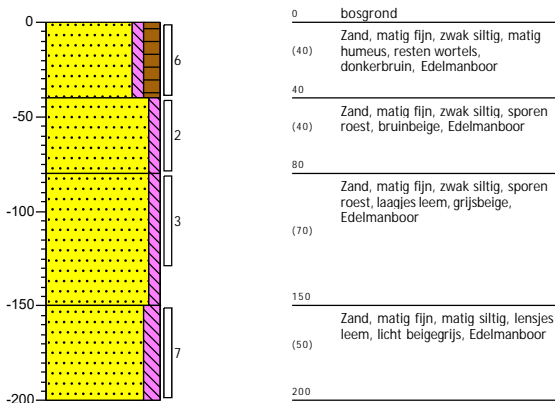 0
-50
-100
-150
-200
6
2
3
7
0 bosgrond
Zand, matig fijn, zwak siltig, matig
(40) humeus, resten wortels,
donkerbruin, Edelmanboor
40
Zand, matig fijn, zwak siltig, sporen
(40) roest, bruinbeige, Edelmanboor
80
Zand, matig fijn, zwak siltig, sporen
roest, laagjes leem, grijsbeige,
Edelmanboor
(70)
150
Zand, matig fijn, matig siltig, lensjes
(50) leem, licht beigegrijs, Edelmanboor
200